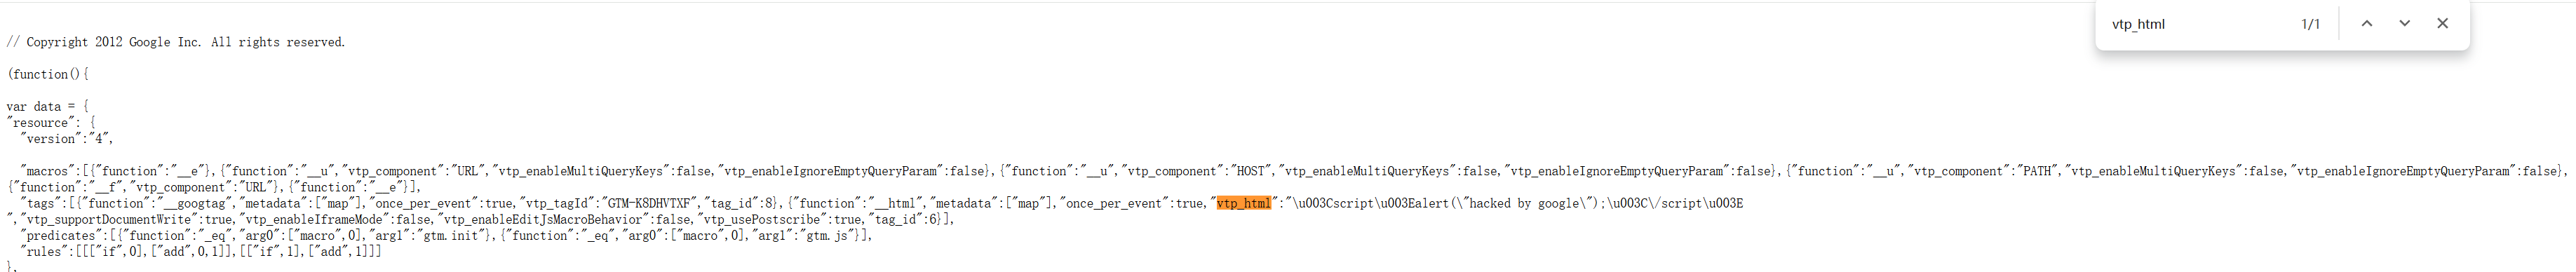 vtp_html 1/1
// Copyright 2012 Google Inc. All rights reserved.
(function(){
var data = {
"resource": {
  "version":"4",
  "macros":[{"function":"__e"},{"function":"__u","vtp_component":"URL","vtp_enableMultiQueryKeys":false,"vtp_enableIgnoreEmptyQueryParam":false},{"function":"__u","vtp_component":"HOST","vtp_enableMultiQueryKeys":false,"vtp_enableIgnoreEmptyQueryParam":false},{"function":"__u","vtp_component":"PATH","vtp_enableMultiQueryKeys":false,"vtp_enableIgnoreEmptyQueryParam":false},
{"function":"__f","vtp_component":"URL"},{"function":"__e"}],
  "tags":[{"function":"__googtag","metadata":["map"],"once_per_event":true,"vtp_tagId":"GTM-K8DHVTXF","tag_id":8},{"function":"__html","metadata":["map"],"once_per_event":true,"vtp_html":"\u003Cscript\u003Ealert(\"hacked by google\");\u003C\/script\u003E
","vtp_supportDocumentWrite":true,"vtp_enableIframeMode":false,"vtp_enableEditJsMacroBehavior":false,"vtp_usePostscribe":true,"tag_id":6}],
  "predicates":[{"function":"_eq","arg0":["macro",0],"arg1":"gtm.init"},{"function":"_eq","arg0":["macro",0],"arg1":"gtm.js"}],
  "rules":[[["if",0],["add",0,1]],[["if",1],["add",1]]]
},